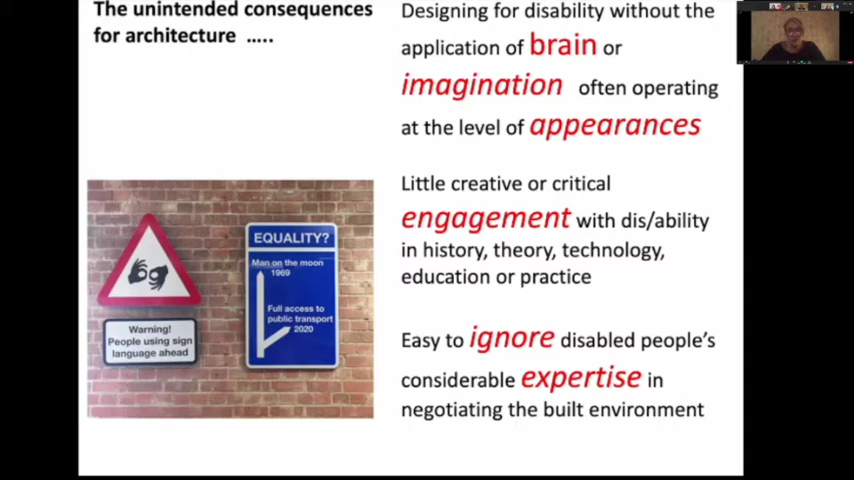 The unintended consequences
for architecture .....
Designing for disability without the
application of brain or
imagination often operating
at the level of appearances
Little creative or critical
engagement with dis/ability
in history, theory, technology,
education or practice
Easy to ignore disabled people's
considerable expertise in
negotiating the built environment
Warning!
People using sign
language ahead
EQUALITY?
Man on the moon
1969
Full access to
public transport
2020